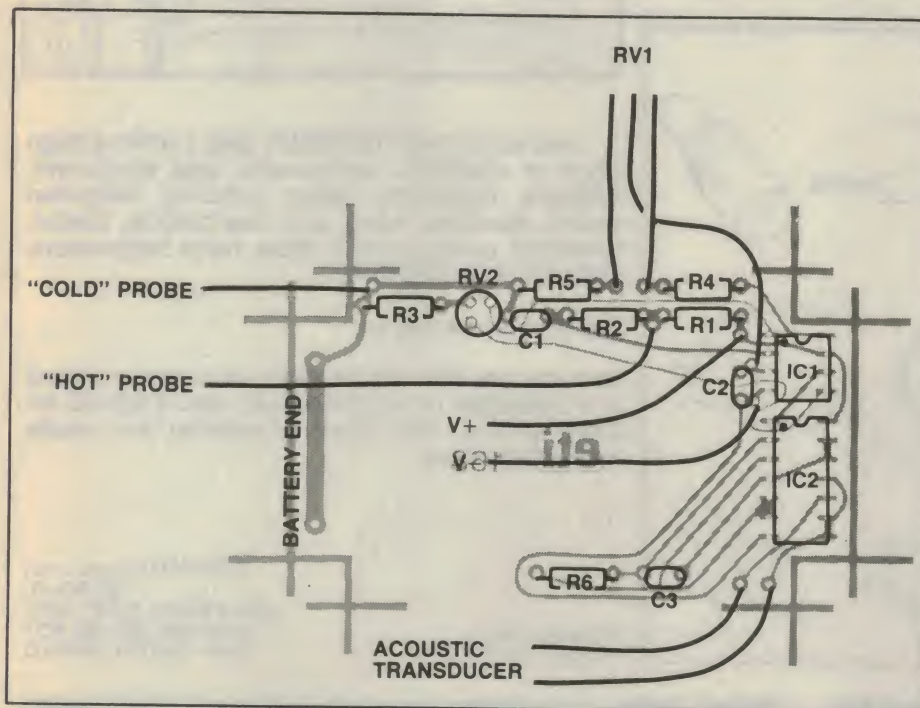 RV1
"COLD" PROBE
RV2
R5
R4
R3
C1
R2
R1
"HOT" PROBE
C2
IC1
V+
V-
eti
BATTERY END
IC2
R6
C3
ACOUSTIC
TRANSDUCER